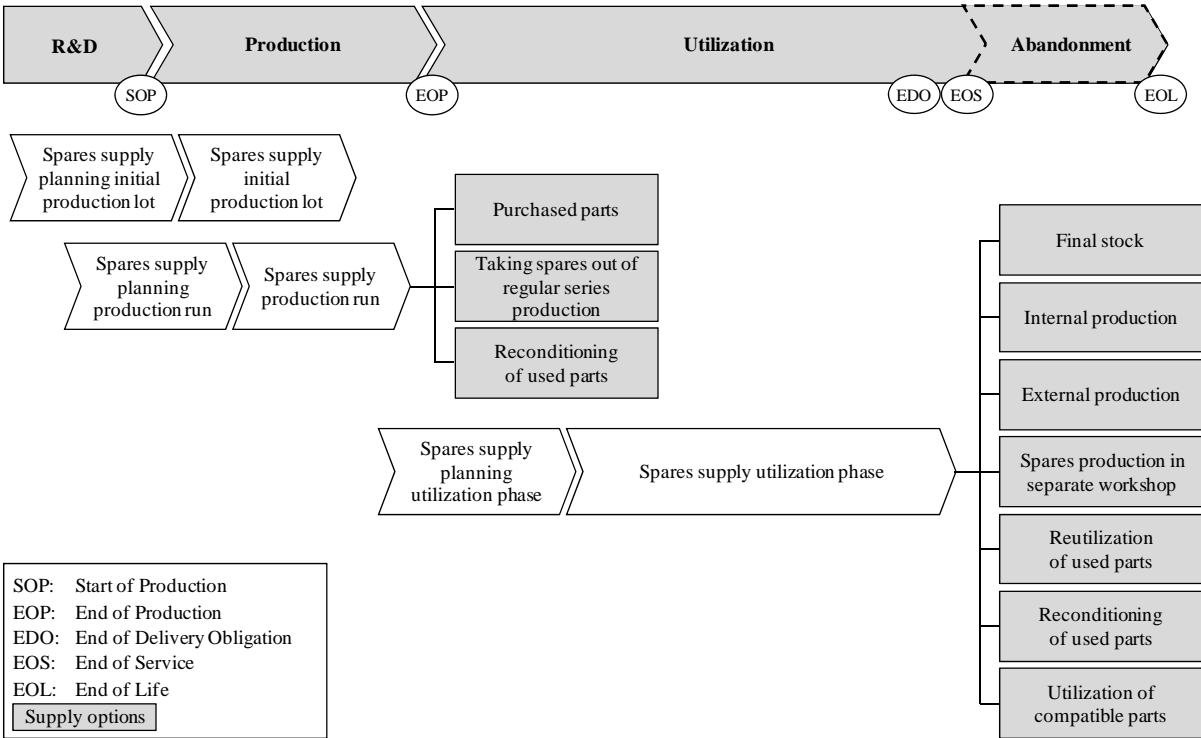 R&D
Production
Utilization
Abandonment
SOP
EOP
EDO
EOS
EOL
Spares supply
planning initial
production lot
Spares supply
initial
production lot
Spares supply
planning
production run
Spares supply
production run
Purchased parts
Taking spares out of
regular series
production
Reconditioning
of used parts
Spares supply
planning
utilization phase
Spares supply utilization phase
Final stock
Internal production
External production
Spares production in
separate workshop
Reutilization
of used parts
Reconditioning
of used parts
Utilization of
compatible parts
SOP: Start of Production
EOP: End of Production
EDO: End of Delivery Obligation
EOS: End of Service
EOL: End of Life
Supply options